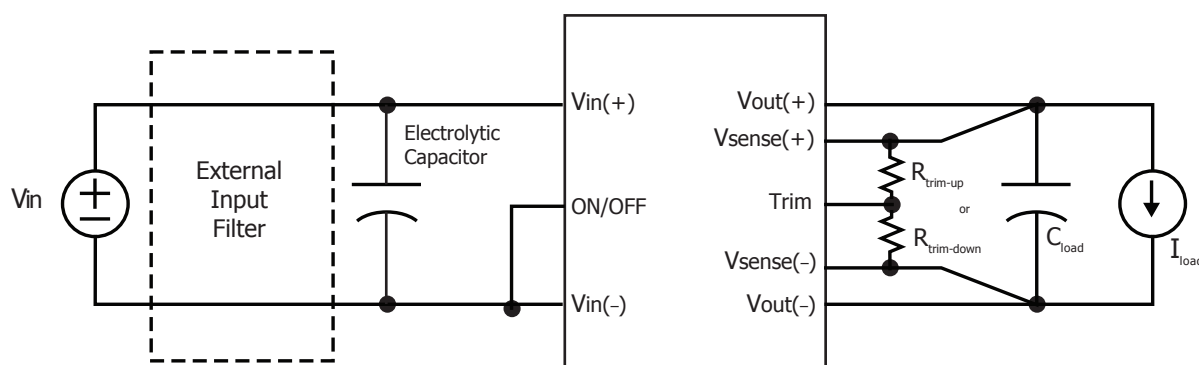 Vin
External
Input
Filter
Electrolytic
Capacitor
Vin(+)
ON/OFF
Vin(–)
Vout(+)
Vsense(+)
Trim
Vsense(–)
Vout(–)
Rtrim-up
or
Rtrim-down
Cload
Iload